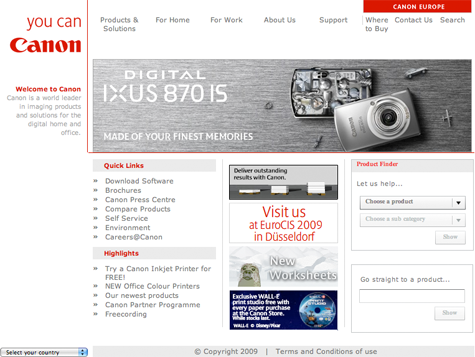 you can
Canon
CANON EUROPE
Products & Solutions
For Home
For Work
About Us
Support
Where to Buy
Contact Us
Search
Welcome to Canon
Canon is a world leader
in imaging products
and solutions for the
digital home and
office.
DIGITAL
IXUS 870 IS
MADE OF YOUR FINEST MEMORIES
Quick Links
Download Software
Brochures
Canon Press Centre
Compare Products
Self Service
Environment
Careers@Canon
Highlights
Try a Canon Inkjet Printer for
FREE!
NEW Office Colour Printers
Our newest products
Canon Partner Programme
Freecording
Deliver outstanding
results with Canon.
Visit us
at EuroCIS 2009
in Düsseldorf
New
Worksheets
Exclusive WALL·E
print studio free with
every paper purchase
at the Canon Store.
While stocks last.
WALL·E © Disney/Pixar
Product Finder
Let us help...
Choose a product
Choose a sub category
Show
Go straight to a product...
Show
Select your country
© Copyright 2009 | Terms and Conditions of use